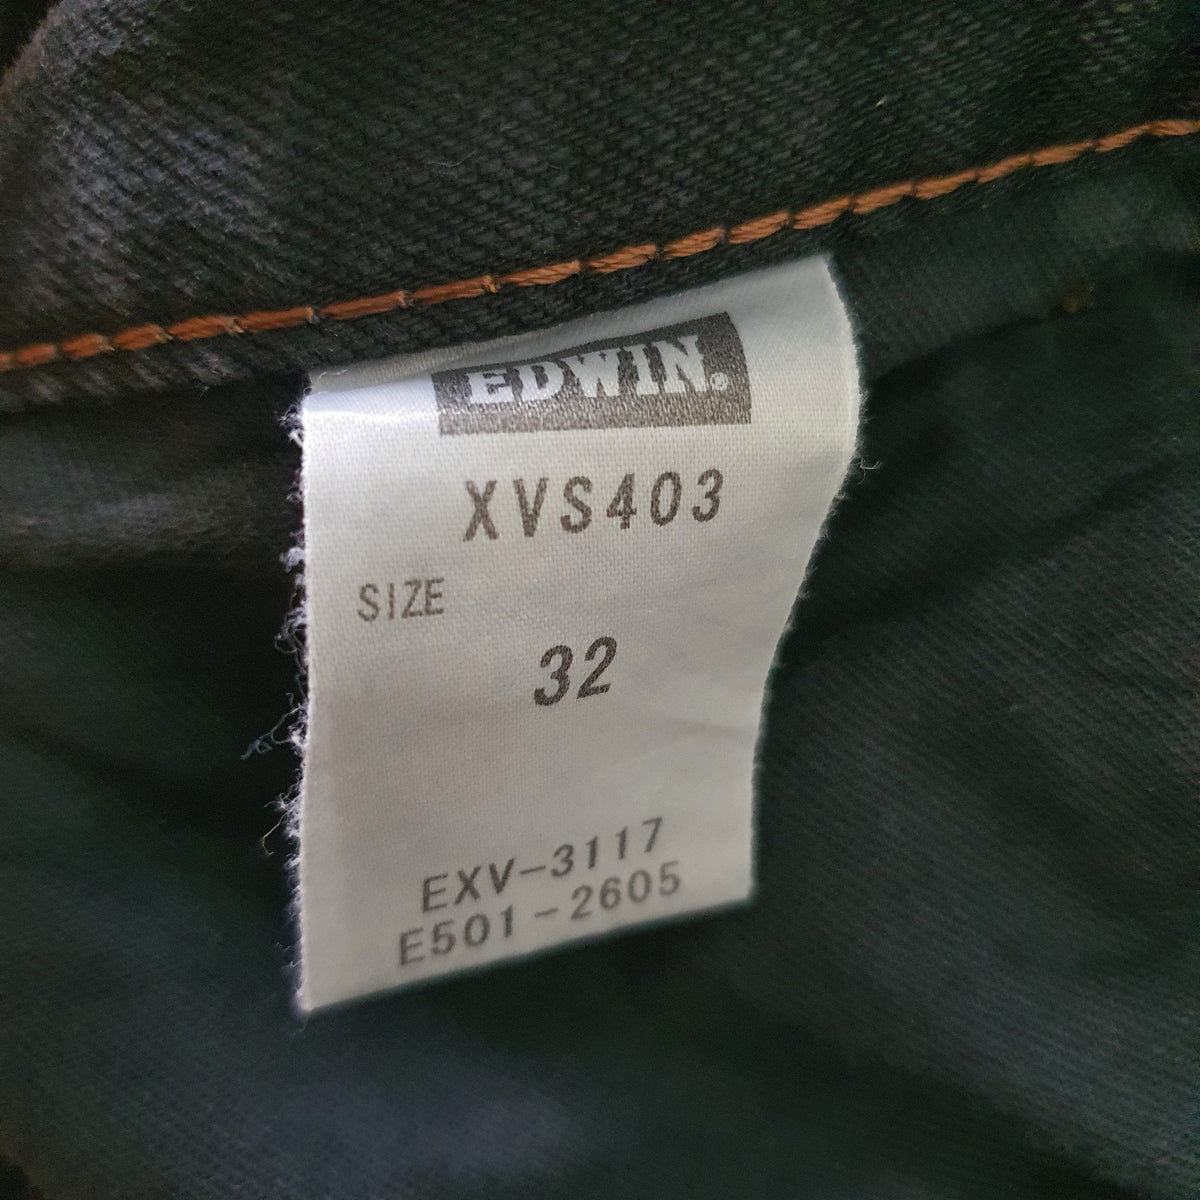 EDWIN.
XVS403
SIZE
32
EXV-3117
E501-2605